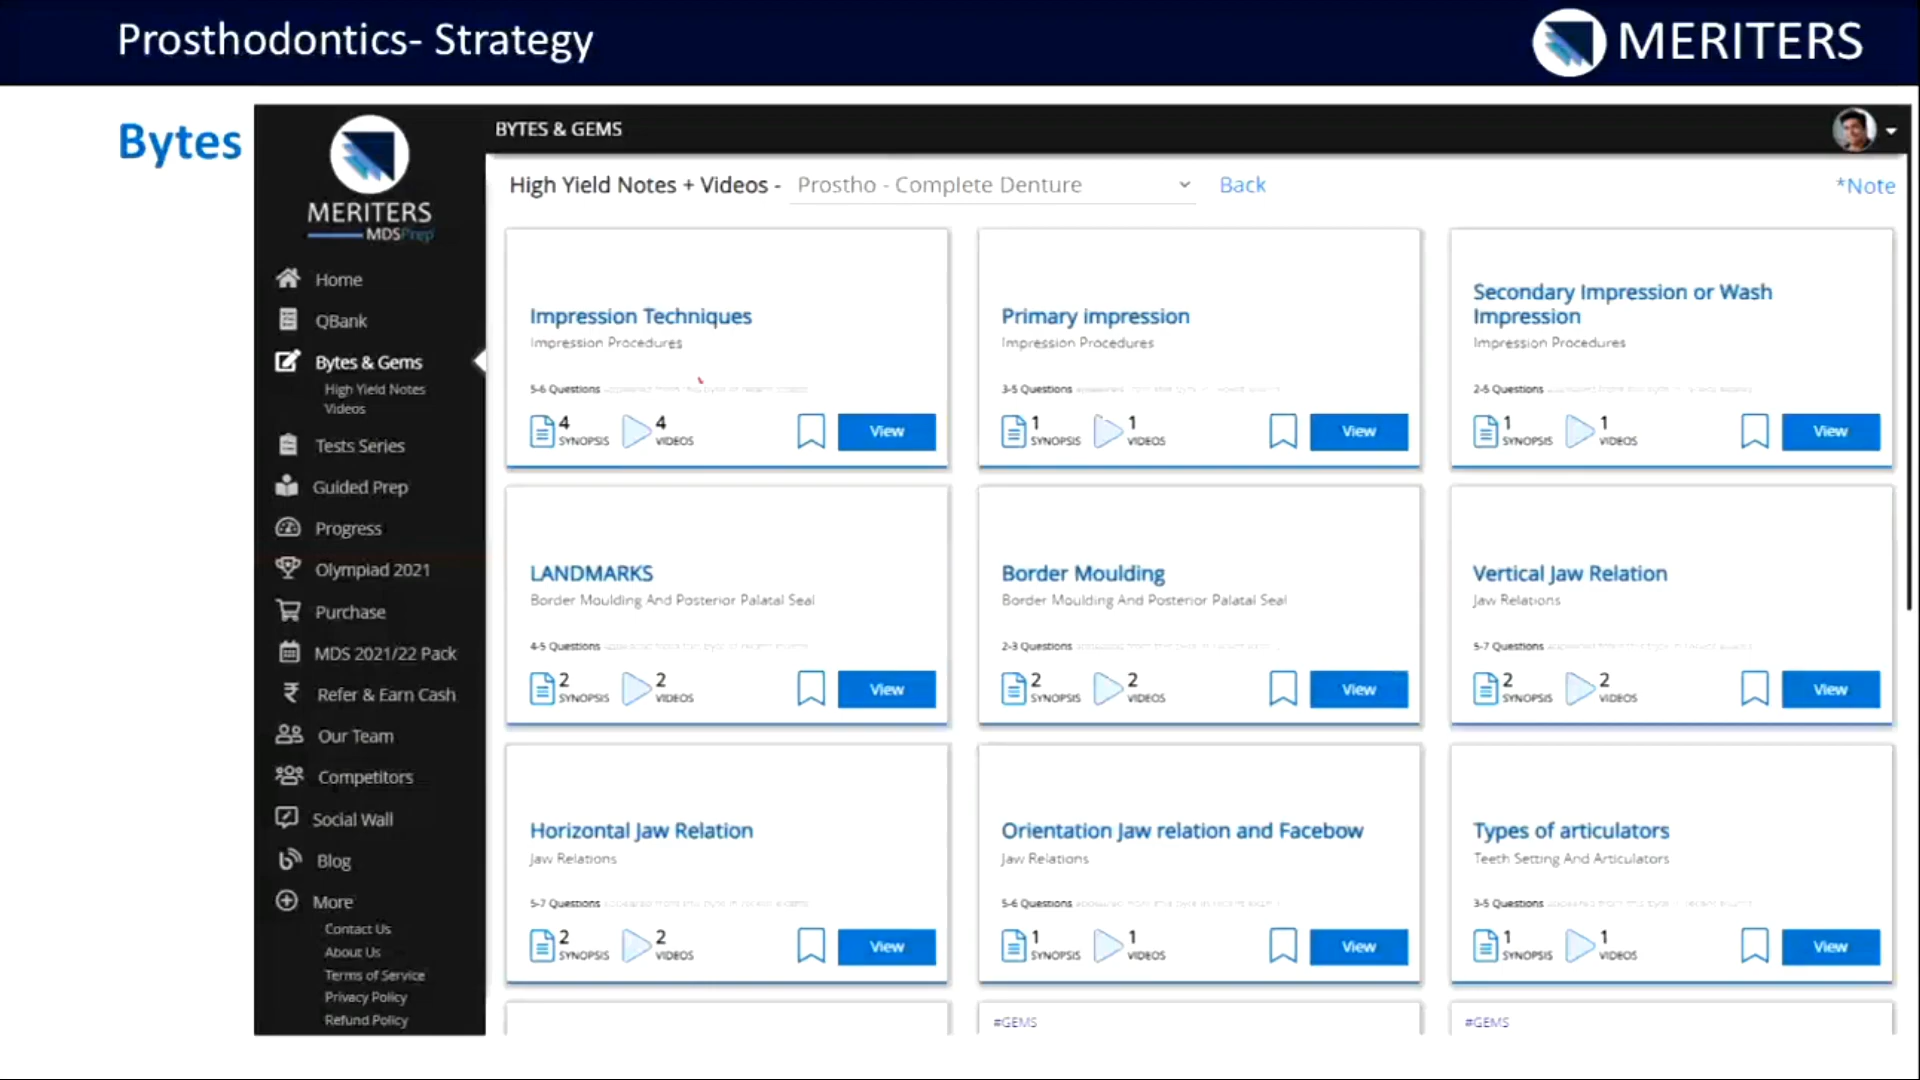 Prosthodontics- Strategy
MERITERS
Bytes
MERITERS
MDSPrep
Home
QBank
Bytes & Gems
High Yield Notes
Videos
Tests Series
Guided Prep
Progress
Olympiad 2021
Purchase
MDS 2021/22 Pack
Refer & Earn Cash
Our Team
Competitors
Social Wall
Blog
More
Contact Us
About Us
Terms of Service
Privacy Policy
Refund Policy
BYTES & GEMS
High Yield Notes + Videos - Prostho - Complete Denture Back *Note
Impression Techniques
Impression Procedures
5-6 Questions
4 SYNOPSIS 4 VIDEOS View
Primary impression
Impression Procedures
3-5 Questions
1 SYNOPSIS 1 VIDEOS View
Secondary Impression or Wash
Impression
Impression Procedures
2-5 Questions
1 SYNOPSIS 1 VIDEOS View
LANDMARKS
Border Moulding And Posterior Palatal Seal
4-5 Questions
2 SYNOPSIS 2 VIDEOS View
Border Moulding
Border Moulding And Posterior Palatal Seal
2-3 Questions
2 SYNOPSIS 2 VIDEOS View
Vertical Jaw Relation
Jaw Relations
5-7 Questions
2 SYNOPSIS 2 VIDEOS View
Horizontal Jaw Relation
Jaw Relations
5-7 Questions
2 SYNOPSIS 2 VIDEOS View
Orientation Jaw relation and Facebow
Jaw Relations
5-6 Questions
1 SYNOPSIS 1 VIDEOS View
Types of articulators
Teeth Setting And Articulators
3-5 Questions
1 SYNOPSIS 1 VIDEOS View
#GEMS
#GEMS